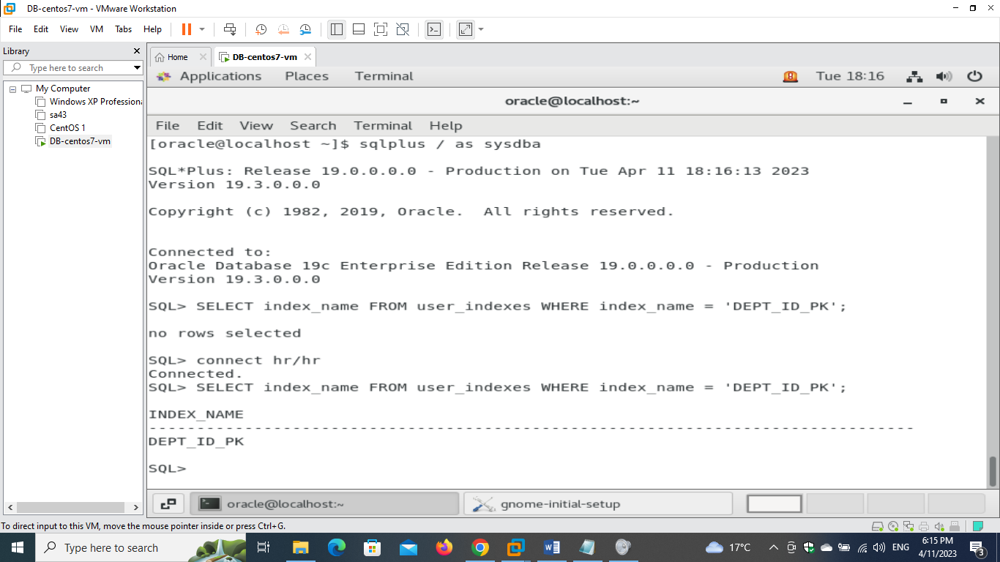 DB-centos7-vm - VMware Workstation
File Edit View VM Tabs Help
Library
Type here to search
My Computer
Windows XP Professiona
sa43
CentOS 1
DB-centos7-vm
Home
DB-centos7-vm
Applications Places Terminal
Tue 18:16
oracle@localhost:~
File Edit View Search Terminal Help
[oracle@localhost ~]$ sqlplus / as sysdba
SQL*Plus: Release 19.0.0.0.0 - Production on Tue Apr 11 18:16:13 2023
Version 19.3.0.0.0
Copyright (c) 1982, 2019, Oracle.  All rights reserved.
Connected to:
Oracle Database 19c Enterprise Edition Release 19.0.0.0.0 - Production
Version 19.3.0.0.0
SQL> SELECT index_name FROM user_indexes WHERE index_name = 'DEPT_ID_PK';
no rows selected
SQL> connect hr/hr
Connected.
SQL> SELECT index_name FROM user_indexes WHERE index_name = 'DEPT_ID_PK';
INDEX_NAME
--------------------------------------------------------------------------------
DEPT_ID_PK
SQL>
oracle@localhost:~
gnome-initial-setup
To direct input to this VM, move the mouse pointer inside or press Ctrl+G.
Type here to search
17°C
ENG
6:15 PM
4/11/2023
3